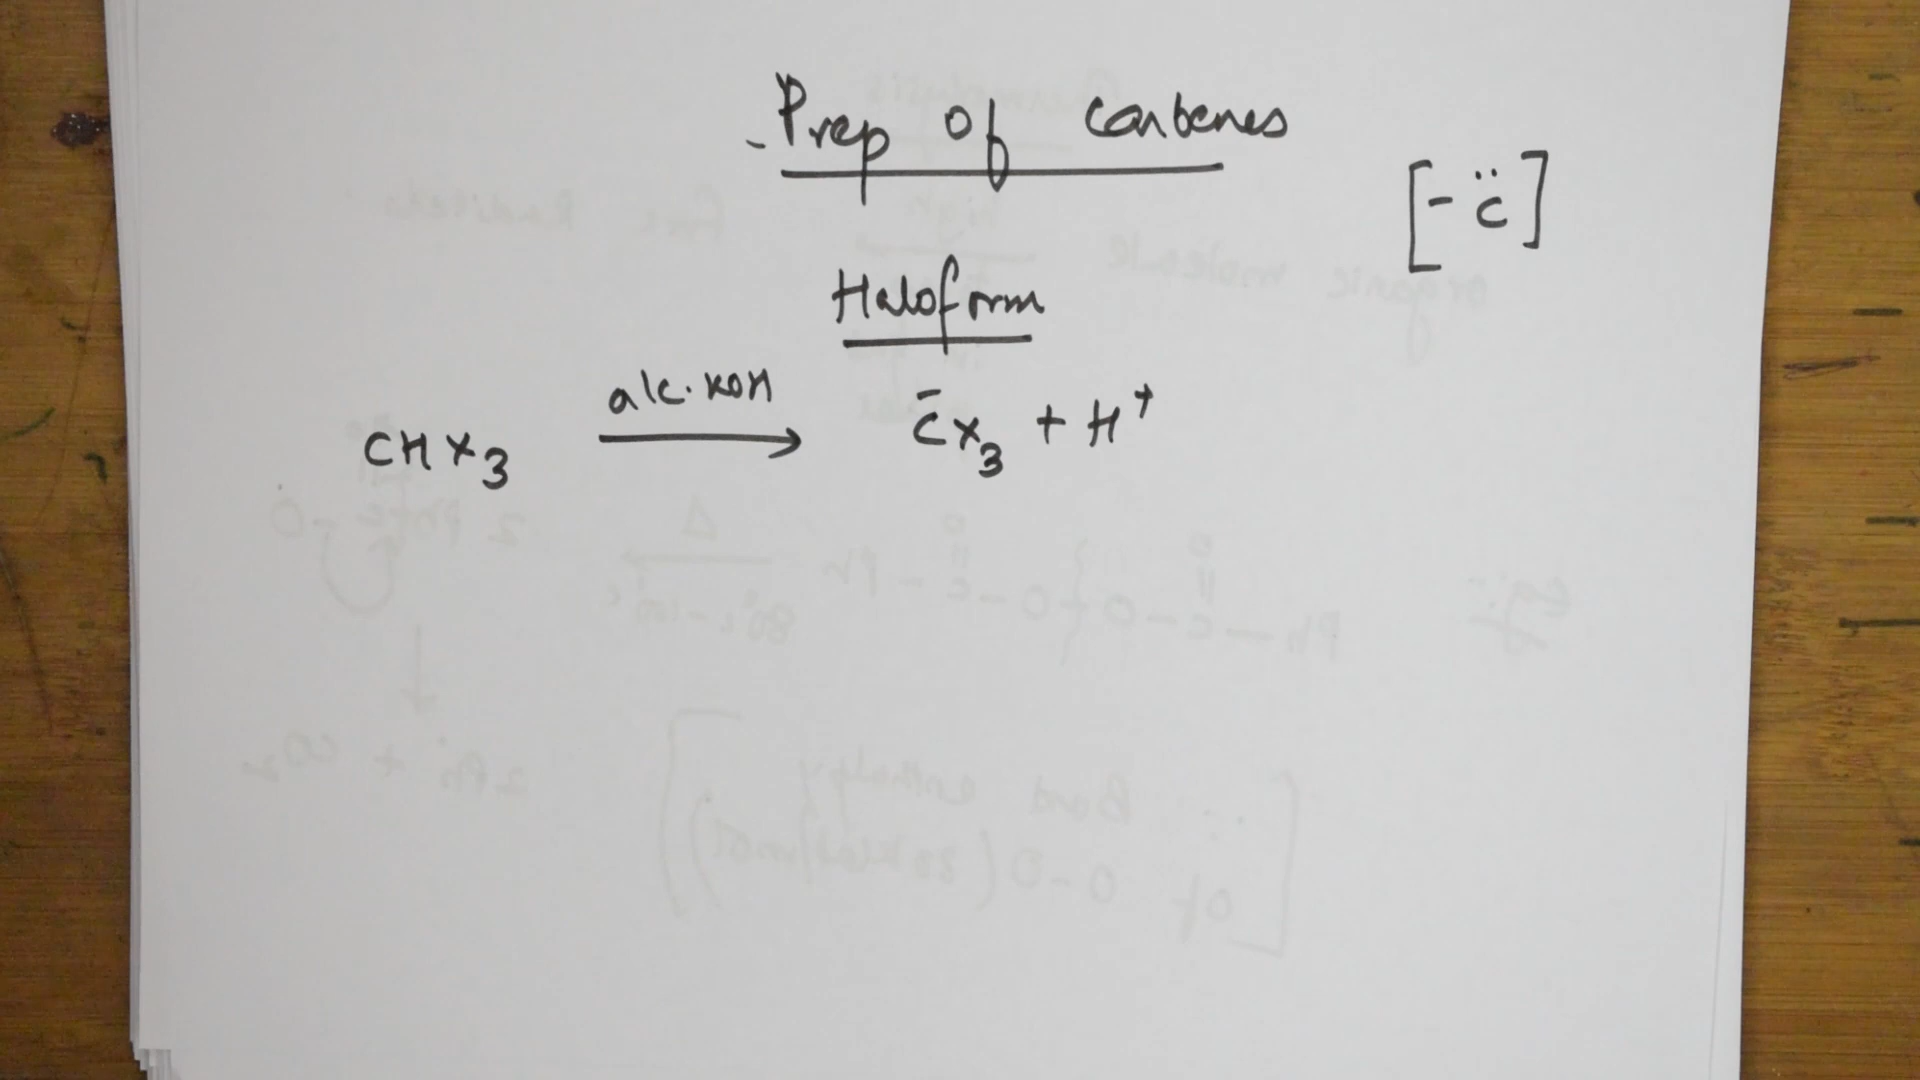 Prep of Carbenes
[-C̈]
Haloform
CHX₃ alc. KOH → C̄X₃ + H⁺